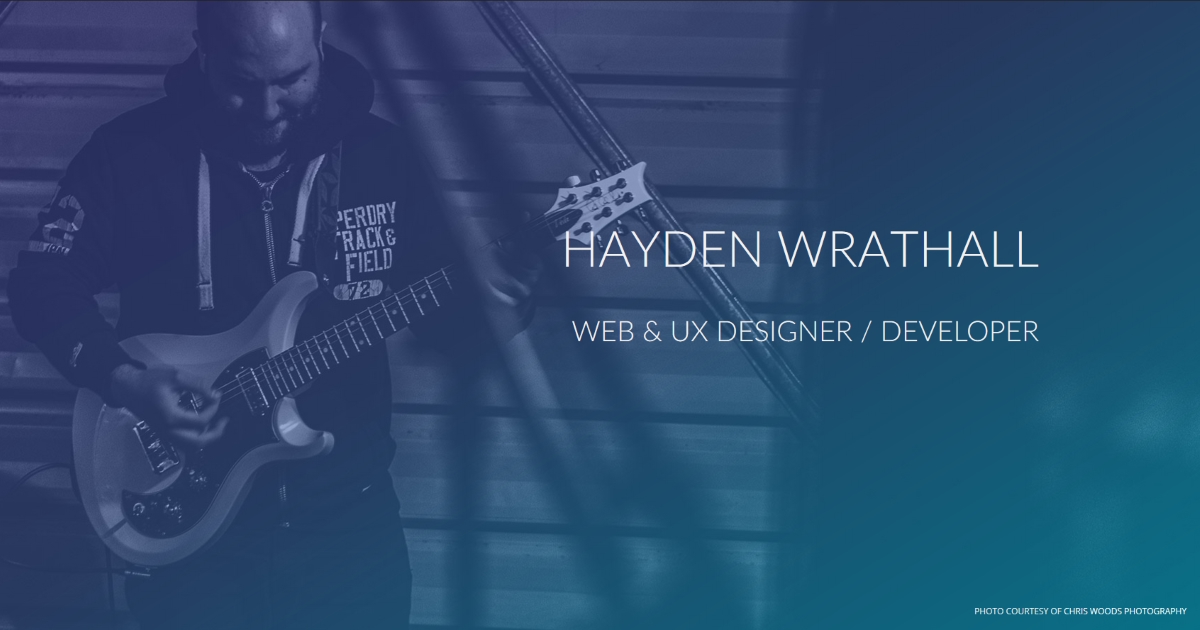 PERDRY
TRACK &
FIELD
72
HAYDEN WRATHALL
WEB & UX DESIGNER / DEVELOPER
PHOTO COURTESY OF CHRIS WOODS PHOTOGRAPHY